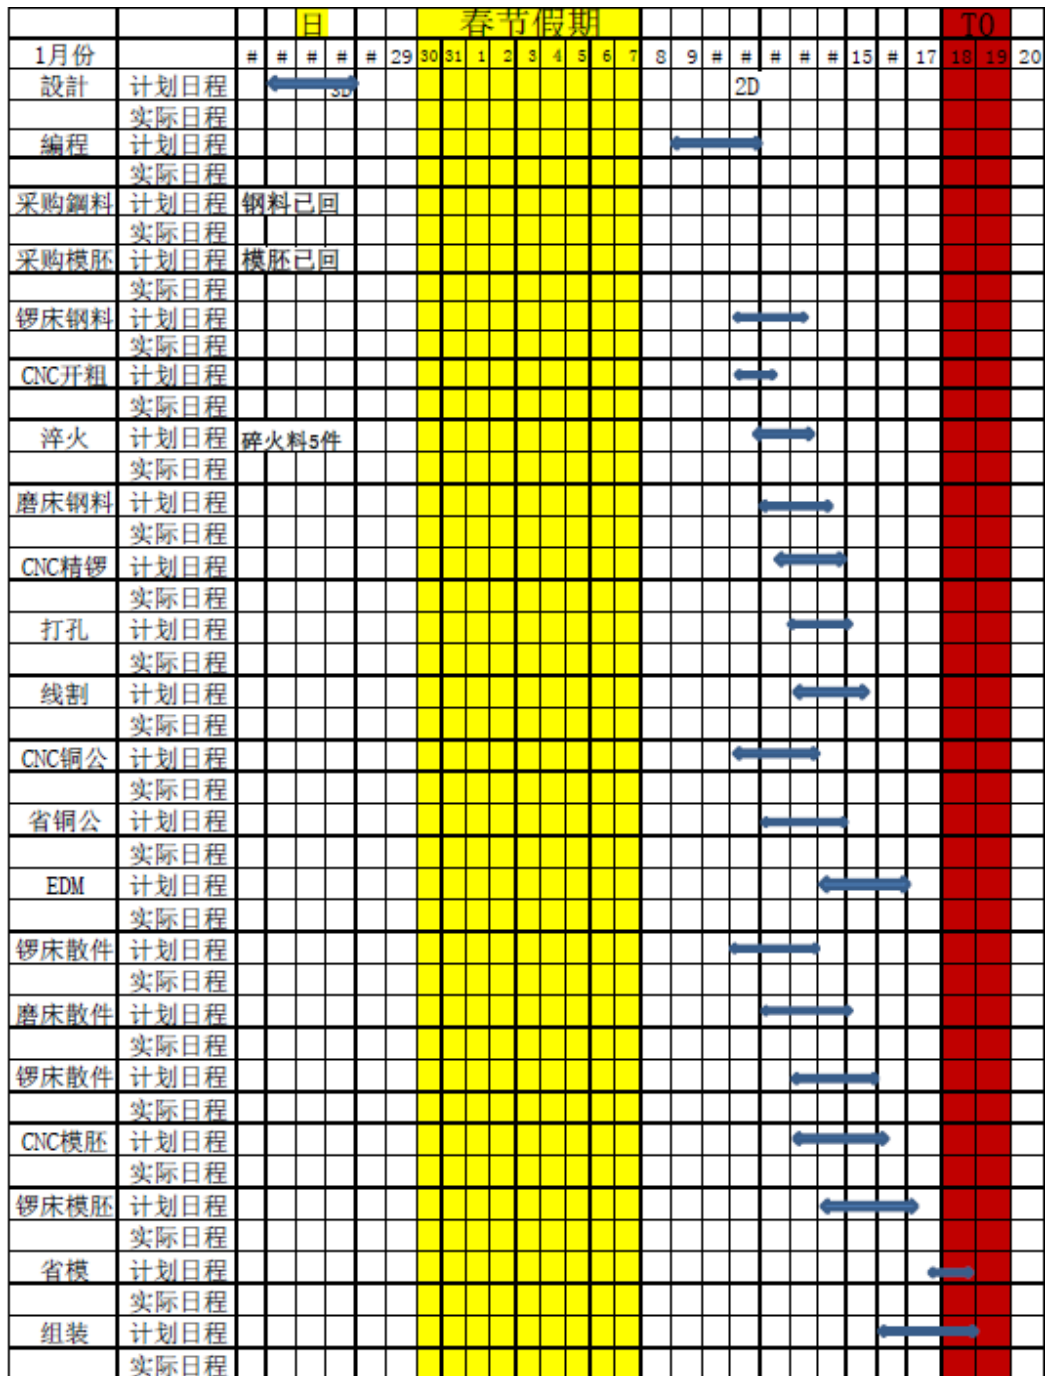 日 春节假期 T0
1月份 # # # # # 29 30 31 1 2 3 4 5 6 7 8 9 # # # # # 15 # 17 18 19 20
設計 计划日程 3D 2D
实际日程
編程 计划日程
实际日程
采购鋼料 计划日程 钢料已回
实际日程
采购模胚 计划日程 模胚已回
实际日程
锣床钢料 计划日程
实际日程
CNC开粗 计划日程
实际日程
淬火 计划日程 碎火料5件
实际日程
磨床钢料 计划日程
实际日程
CNC精锣 计划日程
实际日程
打孔 计划日程
实际日程
线割 计划日程
实际日程
CNC铜公 计划日程
实际日程
省铜公 计划日程
实际日程
EDM 计划日程
实际日程
锣床散件 计划日程
实际日程
磨床散件 计划日程
实际日程
锣床散件 计划日程
实际日程
CNC模胚 计划日程
实际日程
锣床模胚 计划日程
实际日程
省模 计划日程
实际日程
组装 计划日程
实际日程